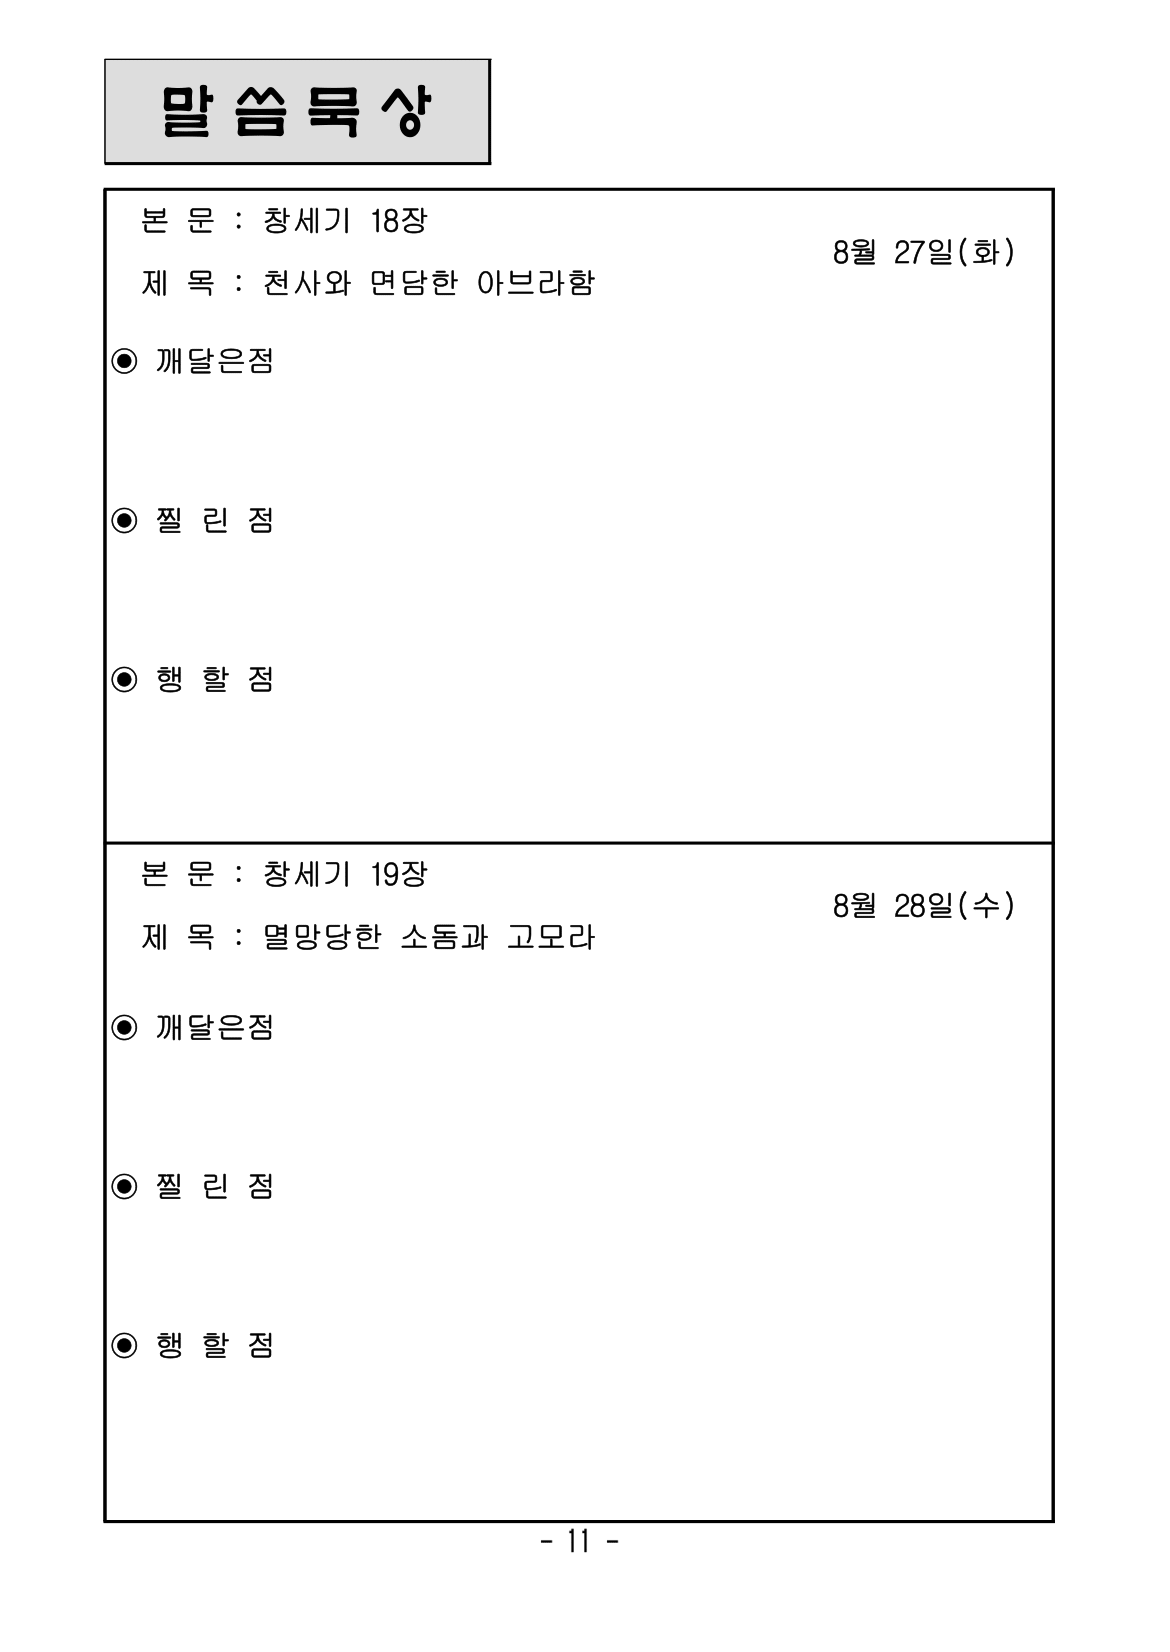 말씀묵상
본 문 : 창세기 18장
8월 27일(화)
제 목 : 천사와 면담한 아브라함
◉ 깨달은점
◉ 찔 린 점
◉ 행 할 점
본 문 : 창세기 19장
8월 28일(수)
제 목 : 멸망당한 소돔과 고모라
◉ 깨달은점
◉ 찔 린 점
◉ 행 할 점
- 11 -